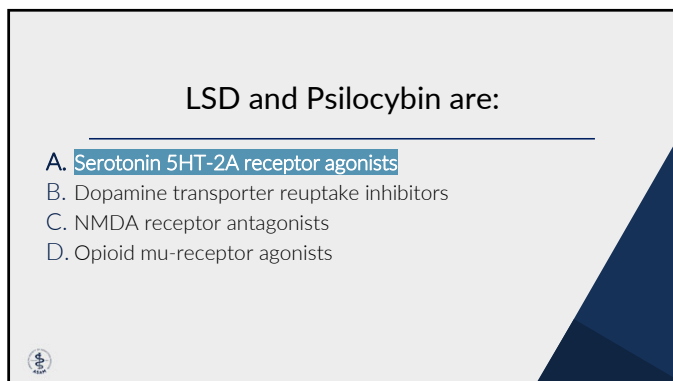 LSD and Psilocybin are:
A. Serotonin 5HT-2A receptor agonists
B. Dopamine transporter reuptake inhibitors
C. NMDA receptor antagonists
D. Opioid mu-receptor agonists
ASAM